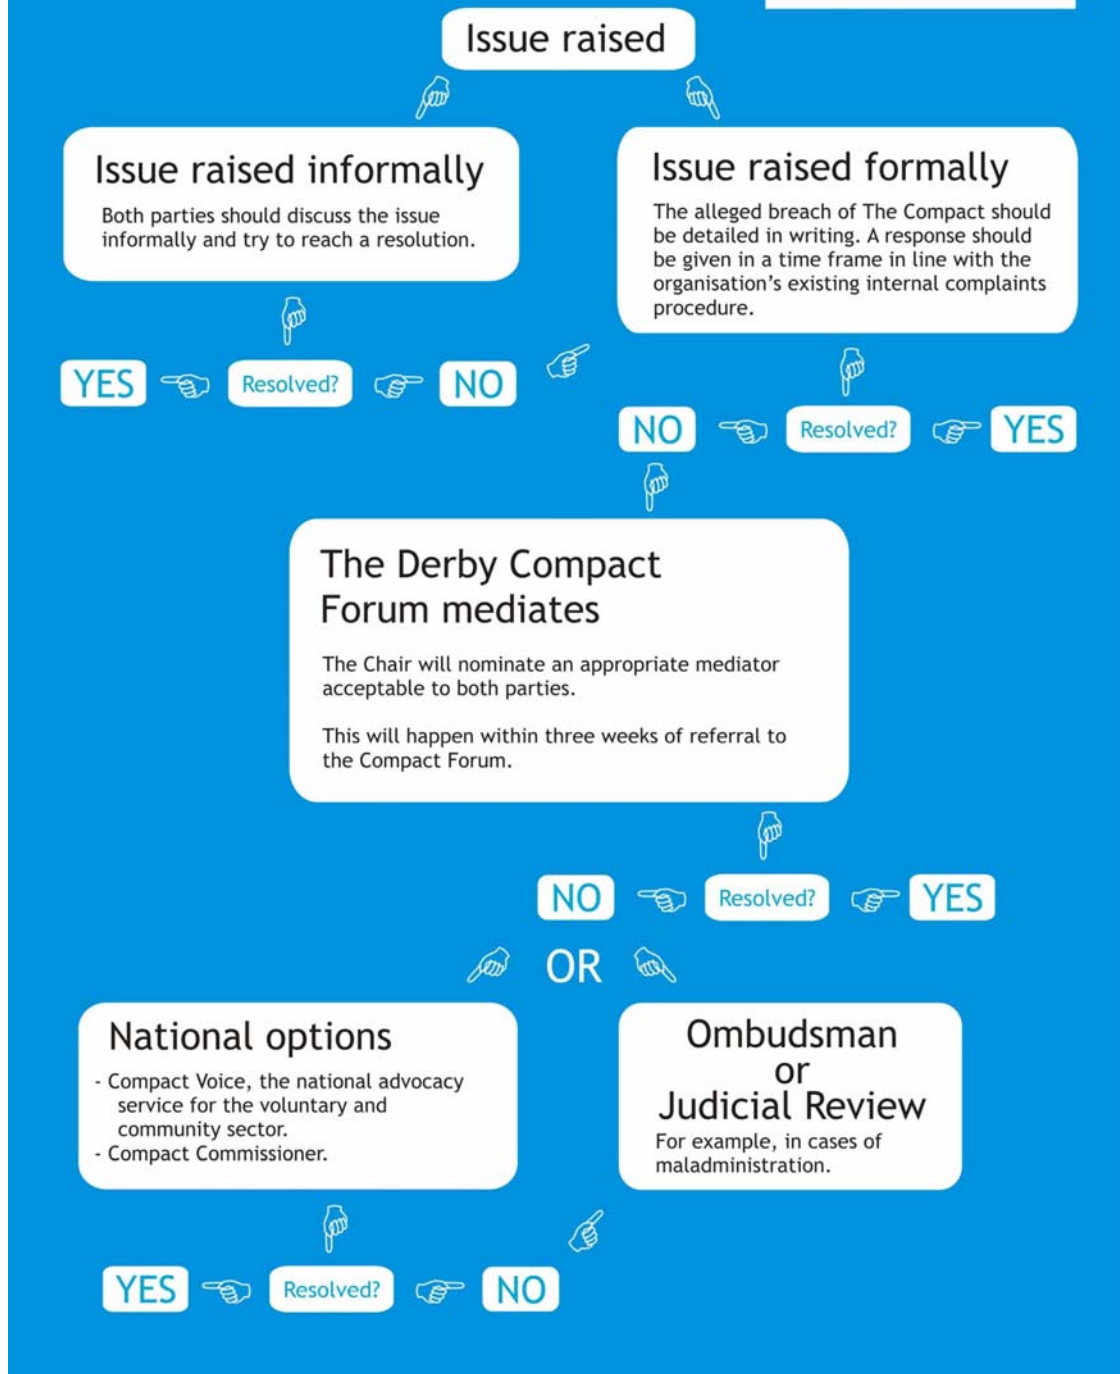 Issue raised
Issue raised informally
Both parties should discuss the issue
informally and try to reach a resolution.
Issue raised formally
The alleged breach of The Compact should
be detailed in writing. A response should
be given in a time frame in line with the
organisation's existing internal complaints
procedure.
YES
Resolved?
NO
NO
Resolved?
YES
The Derby Compact
Forum mediates
The Chair will nominate an appropriate mediator
acceptable to both parties.
This will happen within three weeks of referral to
the Compact Forum.
NO
Resolved?
YES
OR
National options
- Compact Voice, the national advocacy
service for the voluntary and
community sector.
- Compact Commissioner.
Ombudsman
or
Judicial Review
For example, in cases of
maladministration.
YES
Resolved?
NO